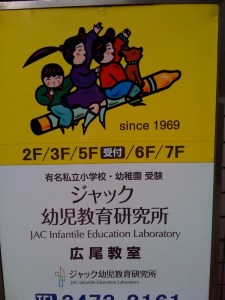 since 1969
2F/3F/5F 受付/6F/7F
有名私立小学校・幼稚園 受験
ジャック
幼児教育研究所
JAC Infantile Education Laboratory
広尾教室
ジャック幼児教育研究所
JAC Infantile Education Laboratory